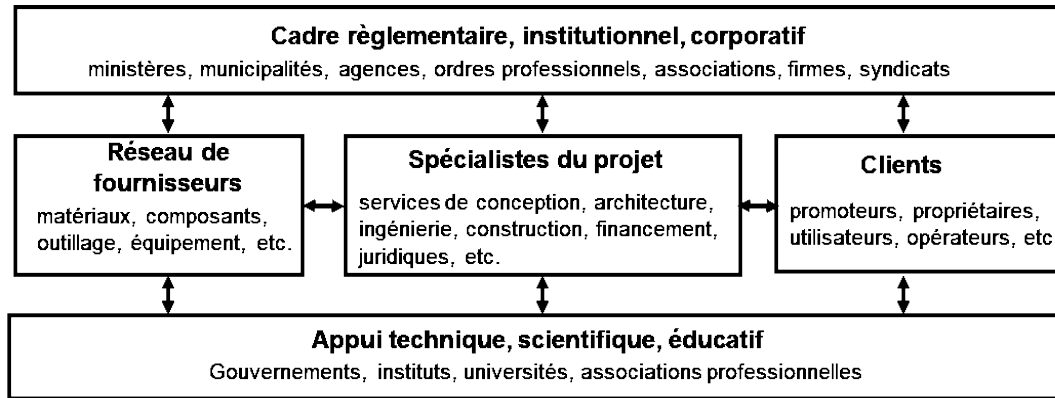 Cadre règlementaire, institutionnel, corporatif
ministères, municipalités, agences, ordres professionnels, associations, firmes, syndicats
Réseau de
fournisseurs
matériaux, composants,
outillage, équipement, etc.
Spécialistes du projet
services de conception, architecture,
ingénierie, construction, financement,
juridiques, etc.
Clients
promoteurs, propriétaires,
utilisateurs, opérateurs, etc
Appui technique, scientifique, éducatif
Gouvernements, instituts, universités, associations professionnelles